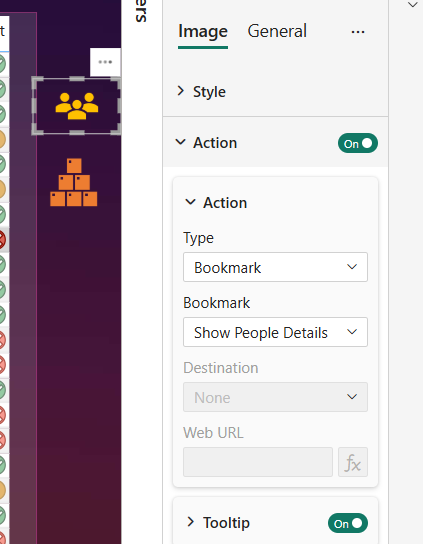 t
ers
Image General ...
Style
Action On
Action
Type
Bookmark
Bookmark
Show People Details
Destination
None
Web URL
fx
Tooltip On